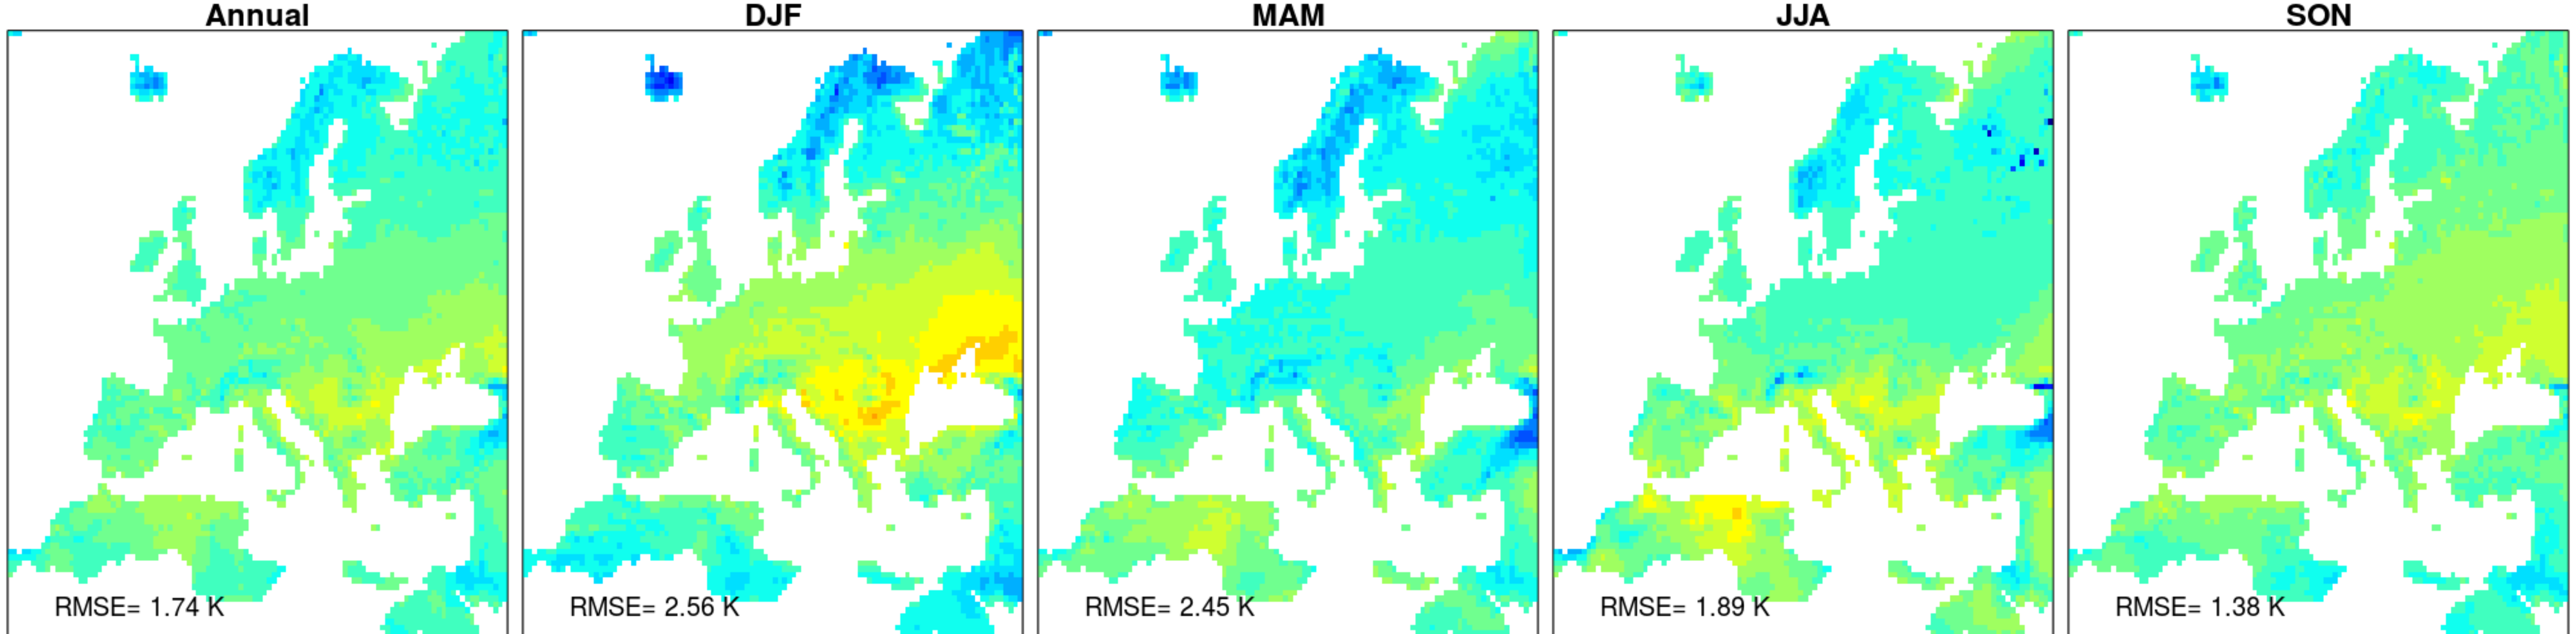 Annual DJF MAM JJA SON
RMSE= 1.74 K RMSE= 2.56 K RMSE= 2.45 K RMSE= 1.89 K RMSE= 1.38 K